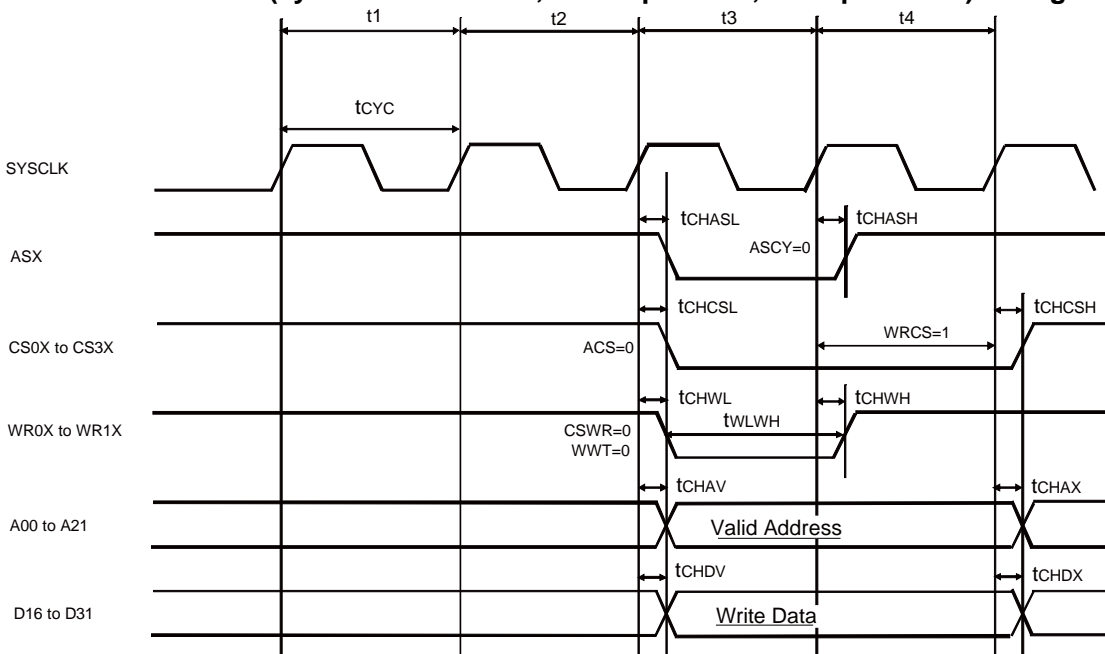 t1 t2 t3 t4
tCYC
SYSCLK
tCHASL tCHASH
ASCY=0
ASX
tCHCSL tCHCSH
WRCS=1
CS0X to CS3X ACS=0
tCHWL tCHWH
tWLWH
WR0X to WR1X CSWR=0
WWT=0
tCHAV tCHAX
A00 to A21 Valid Address
tCHDV tCHDX
D16 to D31 Write Data